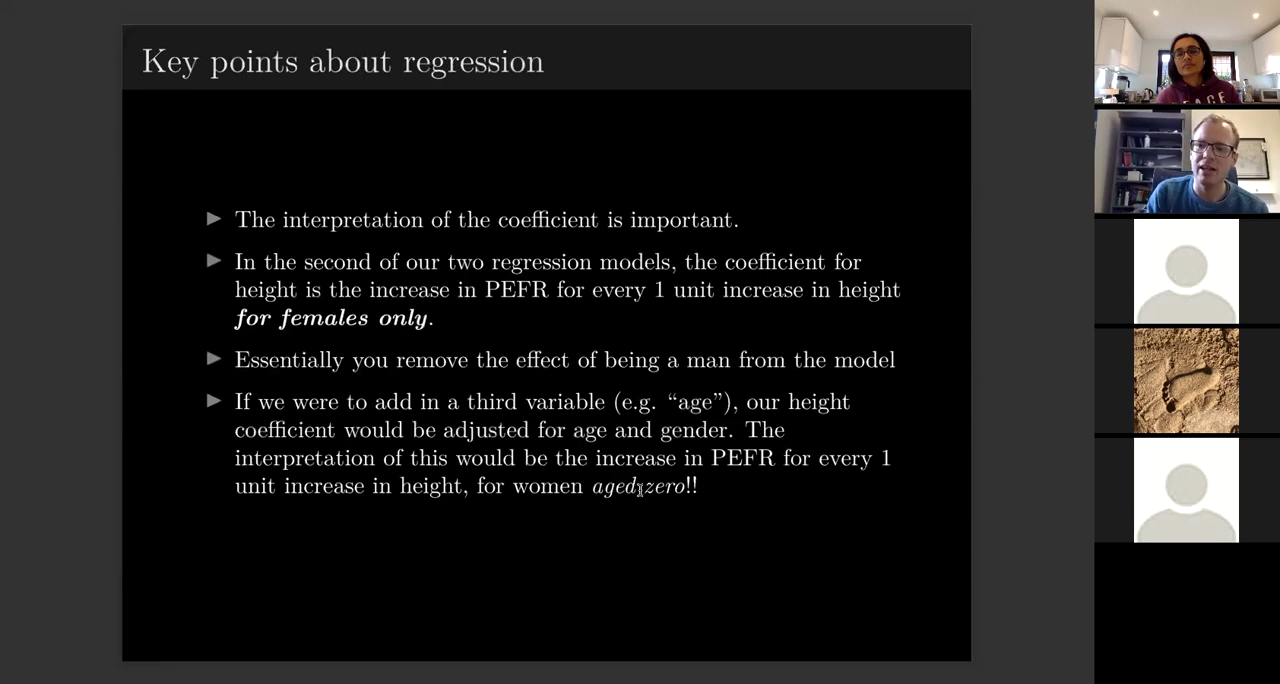 Key points about regression
The interpretation of the coefficient is important.
In the second of our two regression models, the coefficient for
height is the increase in PEFR for every 1 unit increase in height
for females only.
Essentially you remove the effect of being a man from the model
If we were to add in a third variable (e.g. “age”), our height
coefficient would be adjusted for age and gender. The
interpretation of this would be the increase in PEFR for every 1
unit increase in height, for women aged zero!!